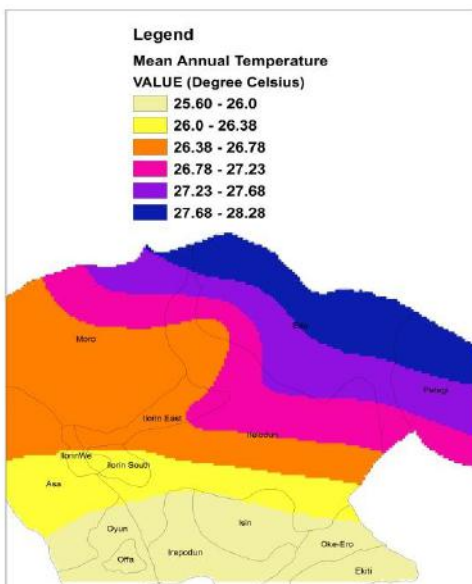 Legend
Mean Annual Temperature
VALUE (Degree Celsius)
25.60 - 26.0
26.0 - 26.38
26.38 - 26.78
26.78 - 27.23
27.23 - 27.68
27.68 - 28.28
Edu
Moro
Pategi
Ilorin East
Ifelodun
IlorinWe
Ilorin South
Asa
Oyun
Isin
Offa
Irepodun
Oke-Ero
Ekiti